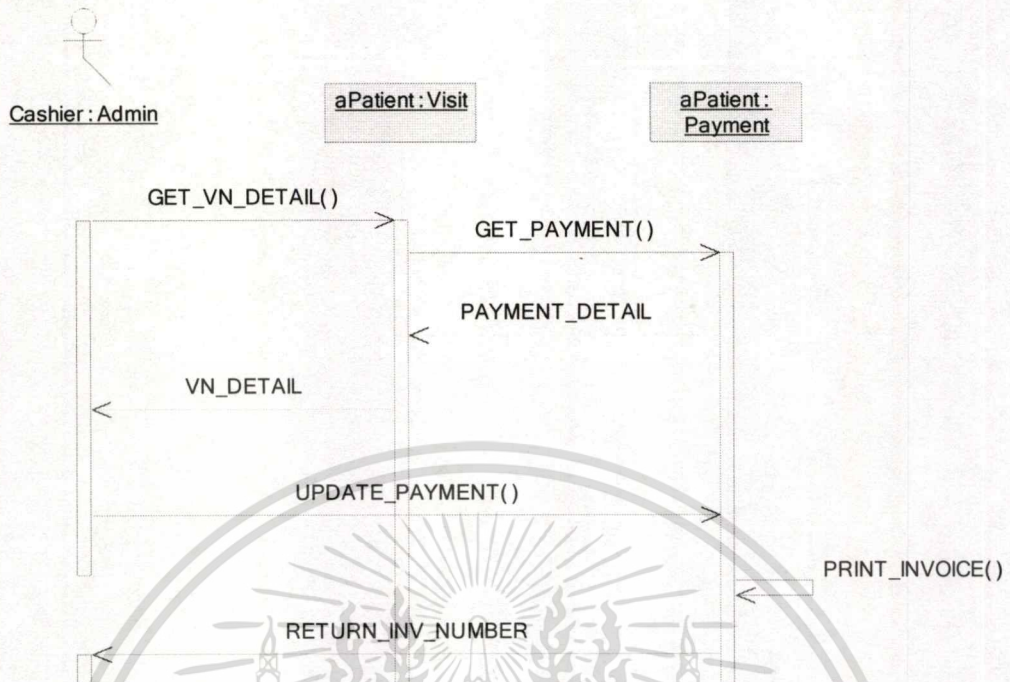 Cashier : Admin
aPatient : Visit
aPatient :
Payment
GET_VN_DETAIL()
GET_PAYMENT()
PAYMENT_DETAIL
VN_DETAIL
UPDATE_PAYMENT()
PRINT_INVOICE()
RETURN_INV_NUMBER